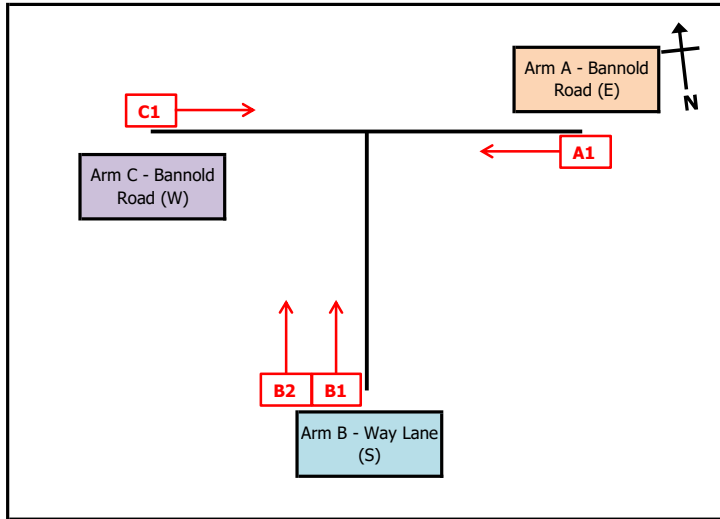 Arm A - Bannold
Road (E)
N
C1
A1
Arm C - Bannold
Road (W)
B2
B1
Arm B - Way Lane
(S)